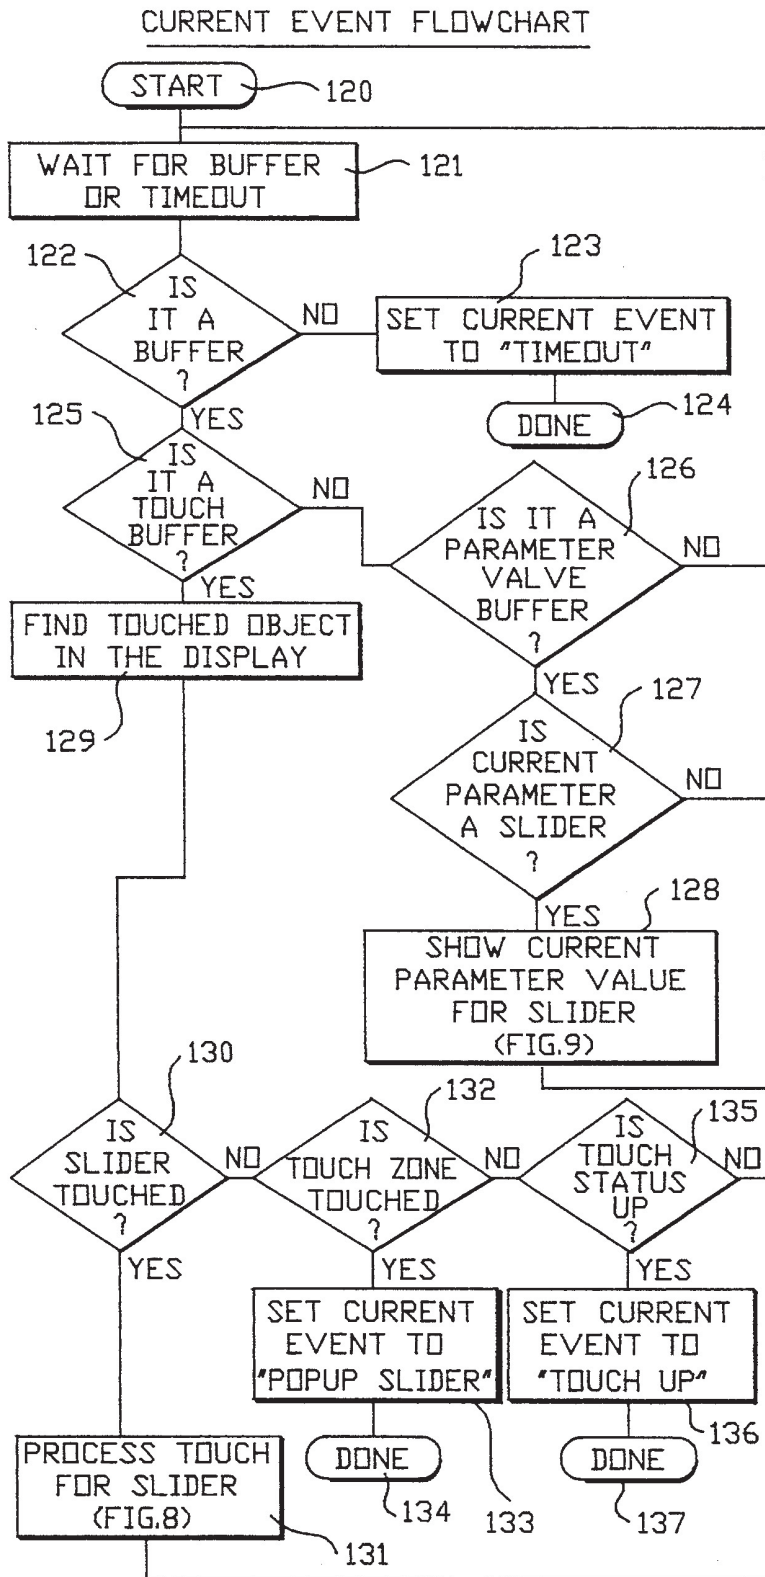 CURRENT EVENT FLOWCHART
START
120
WAIT FOR BUFFER
OR TIMEOUT
121
122
IS
IT A
BUFFER
?
NO
YES
123
SET CURRENT EVENT
TO "TIMEOUT"
DONE
124
125
IS
IT A
TOUCH
BUFFER
?
NO
YES
126
IS IT A
PARAMETER
VALVE
BUFFER
?
NO
YES
FIND TOUCHED OBJECT
IN THE DISPLAY
129
127
IS
CURRENT
PARAMETER
A SLIDER
?
NO
YES
128
SHOW CURRENT
PARAMETER VALUE
FOR SLIDER
(FIG.9)
130
IS
SLIDER
TOUCHED
?
NO
YES
132
IS
TOUCH ZONE
TOUCHED
?
NO
YES
135
IS
TOUCH
STATUS
UP
?
NO
YES
SET CURRENT
EVENT TO
"POPUP SLIDER"
133
DONE
134
SET CURRENT
EVENT TO
"TOUCH UP"
136
DONE
137
PROCESS TOUCH
FOR SLIDER
(FIG.8)
131